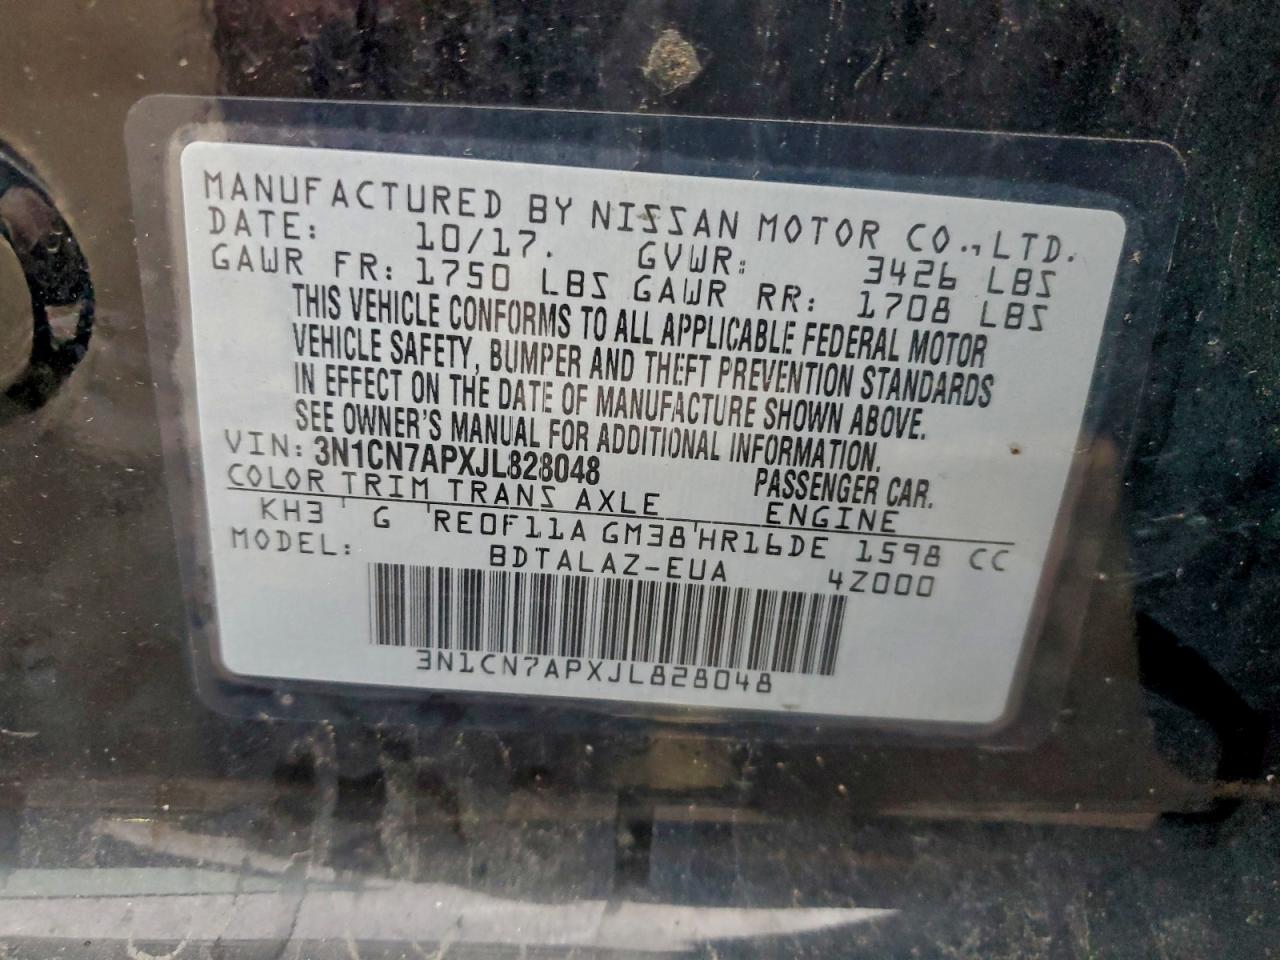 MANUFACTURED BY NISSAN MOTOR CO., LTD.
DATE: 10/17. GVWR: 3426 LBS
GAWR FR: 1750 LBS GAWR RR: 1708 LBS
THIS VEHICLE CONFORMS TO ALL APPLICABLE FEDERAL MOTOR
VEHICLE SAFETY, BUMPER AND THEFT PREVENTION STANDARDS
IN EFFECT ON THE DATE OF MANUFACTURE SHOWN ABOVE.
SEE OWNER'S MANUAL FOR ADDITIONAL INFORMATION.
VIN: 3N1CN7APXJL828048 PASSENGER CAR.
COLOR TRIM TRANS AXLE ENGINE
KH3 ' G ' RE0F11A GM38 ' HR16DE 1598 CC
MODEL: BDTALAZ-EUA 4Z000
3N1CN7APXJL828048